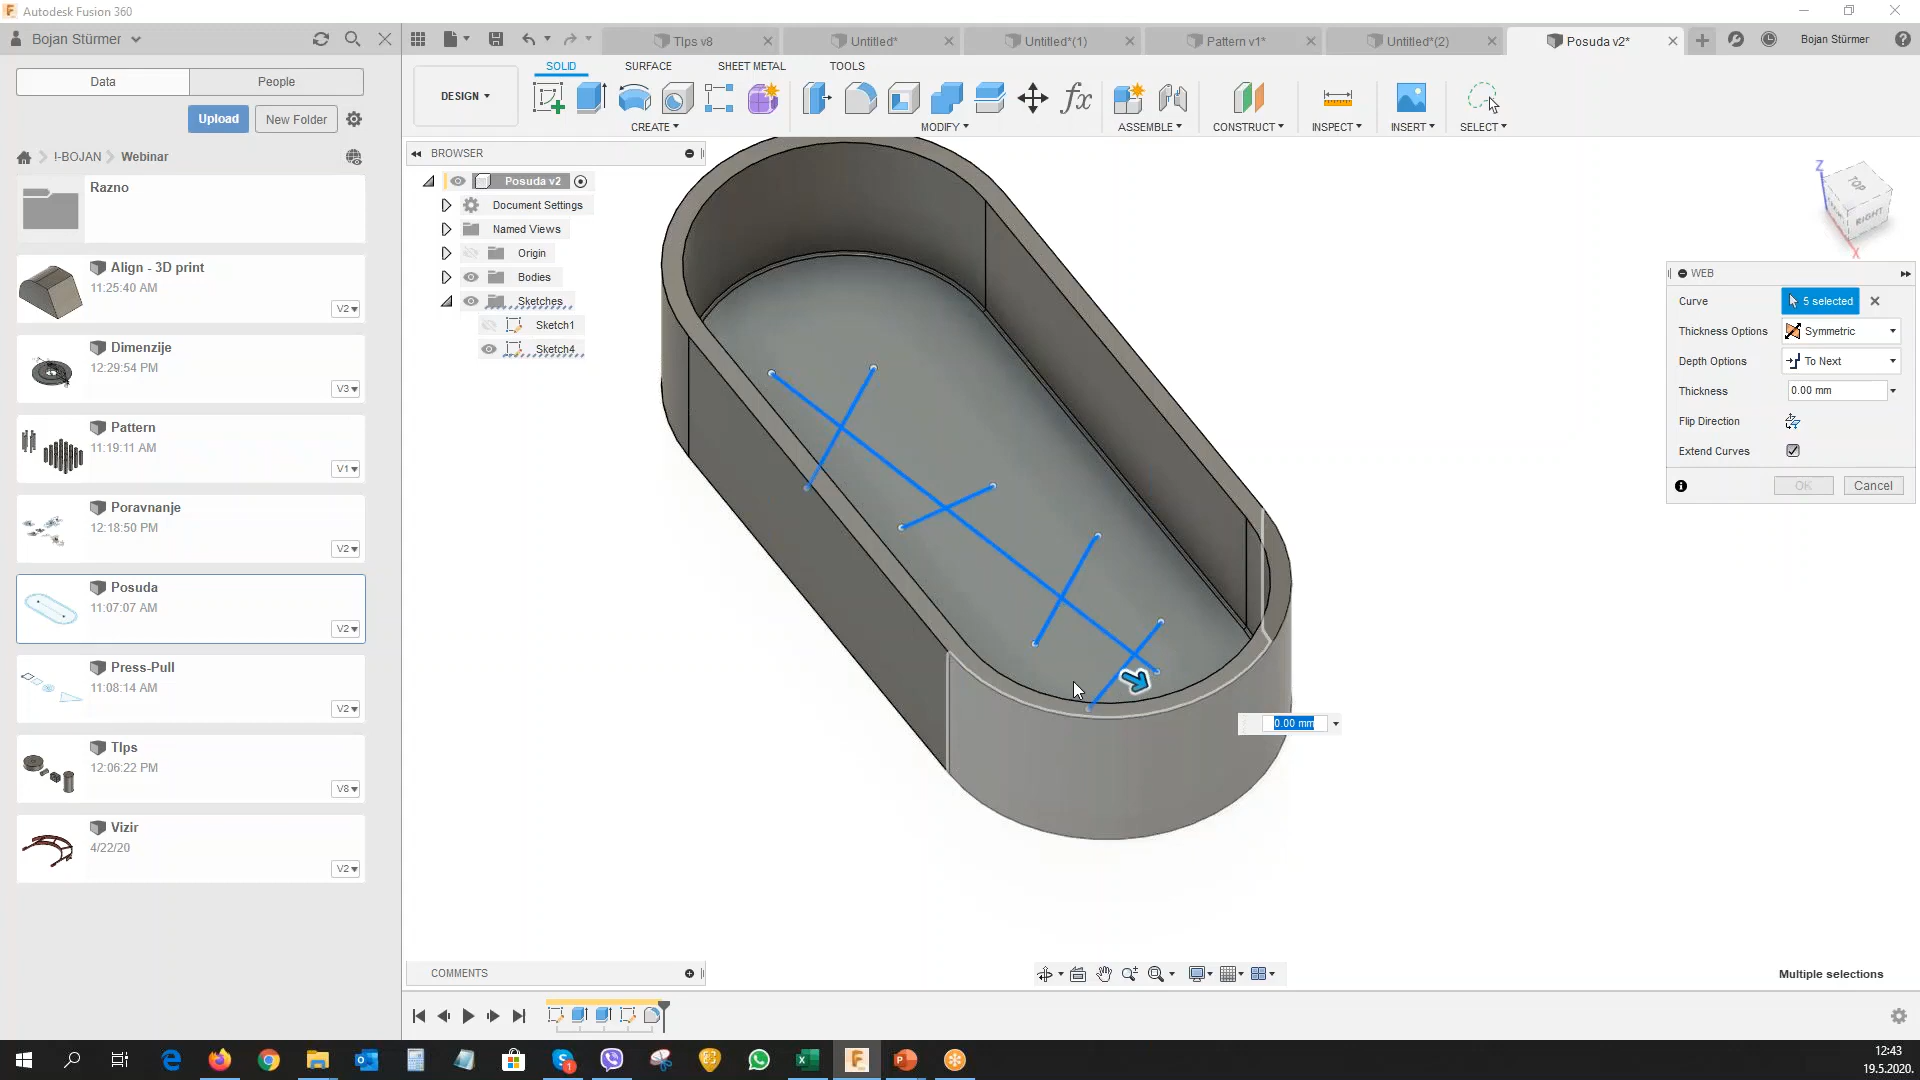 Autodesk Fusion 360
Bojan Stürmer
TIps v8
Untitled*
Untitled*(1)
Pattern v1*
Untitled*(2)
Posuda v2*
Bojan Stürmer
Data
People
SOLID
SURFACE
SHEET METAL
TOOLS
DESIGN
Upload
New Folder
CREATE
MODIFY
ASSEMBLE
CONSTRUCT
INSPECT
INSERT
SELECT
!-BOJAN
Webinar
BROWSER
Posuda v2
Document Settings
Named Views
Origin
Bodies
Sketches
Sketch1
Sketch4
Razno
Align - 3D print
11:25:40 AM
V2
Dimenzije
12:29:54 PM
V3
Pattern
11:19:11 AM
V1
Poravnanje
12:18:50 PM
V2
Posuda
11:07:07 AM
V2
Press-Pull
11:08:14 AM
V2
TIps
12:06:22 PM
V8
Vizir
4/22/20
V2
Z
TOP
RIGHT
X
WEB
Curve
5 selected
Thickness Options
Symmetric
Depth Options
To Next
Thickness
0.00 mm
Flip Direction
Extend Curves
OK
Cancel
0.00 mm
COMMENTS
Multiple selections
12:43
19.5.2020.